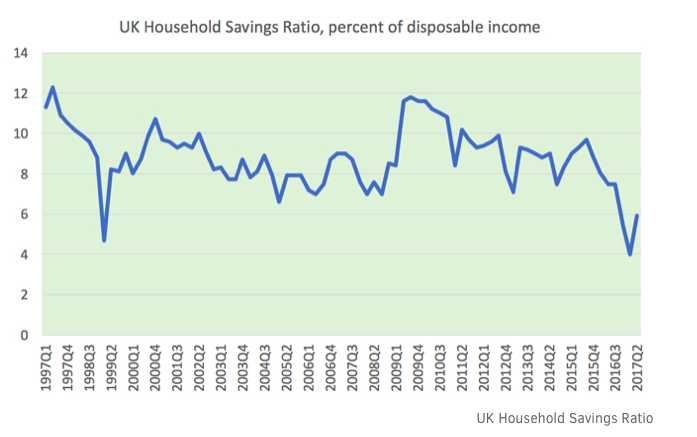 UK Household Savings Ratio, percent of disposable income
14
12
10
8
6
4
2
0
1997Q1
1997Q4
1998Q3
1999Q2
2000Q1
2000Q4
2001Q3
2002Q2
2003Q1
2003Q4
2004Q3
2005Q2
2006Q1
2006Q4
2007Q3
2008Q2
2009Q1
2009Q4
2010Q3
2011Q2
2012Q1
2012Q4
2013Q3
2014Q2
2015Q1
2015Q4
2016Q3
2017Q2
UK Household Savings Ratio